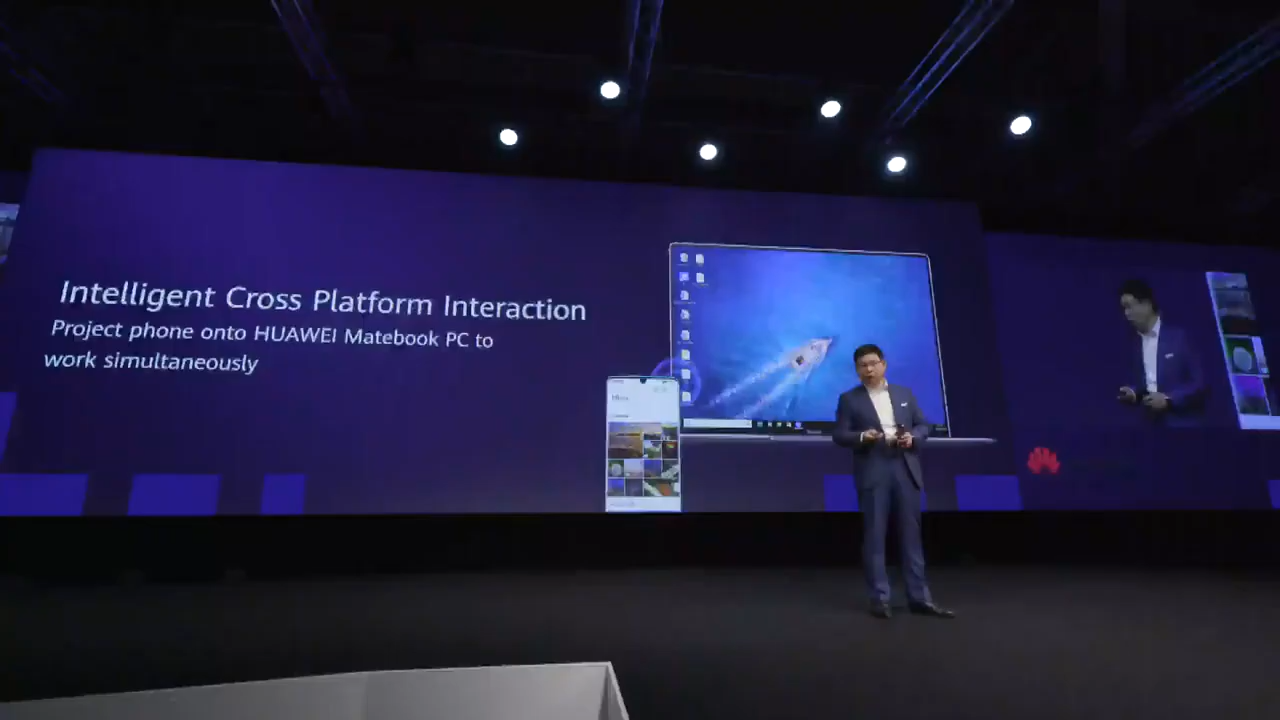 Intelligent Cross Platform Interaction
Project phone onto HUAWEI Matebook PC to
work simultaneously